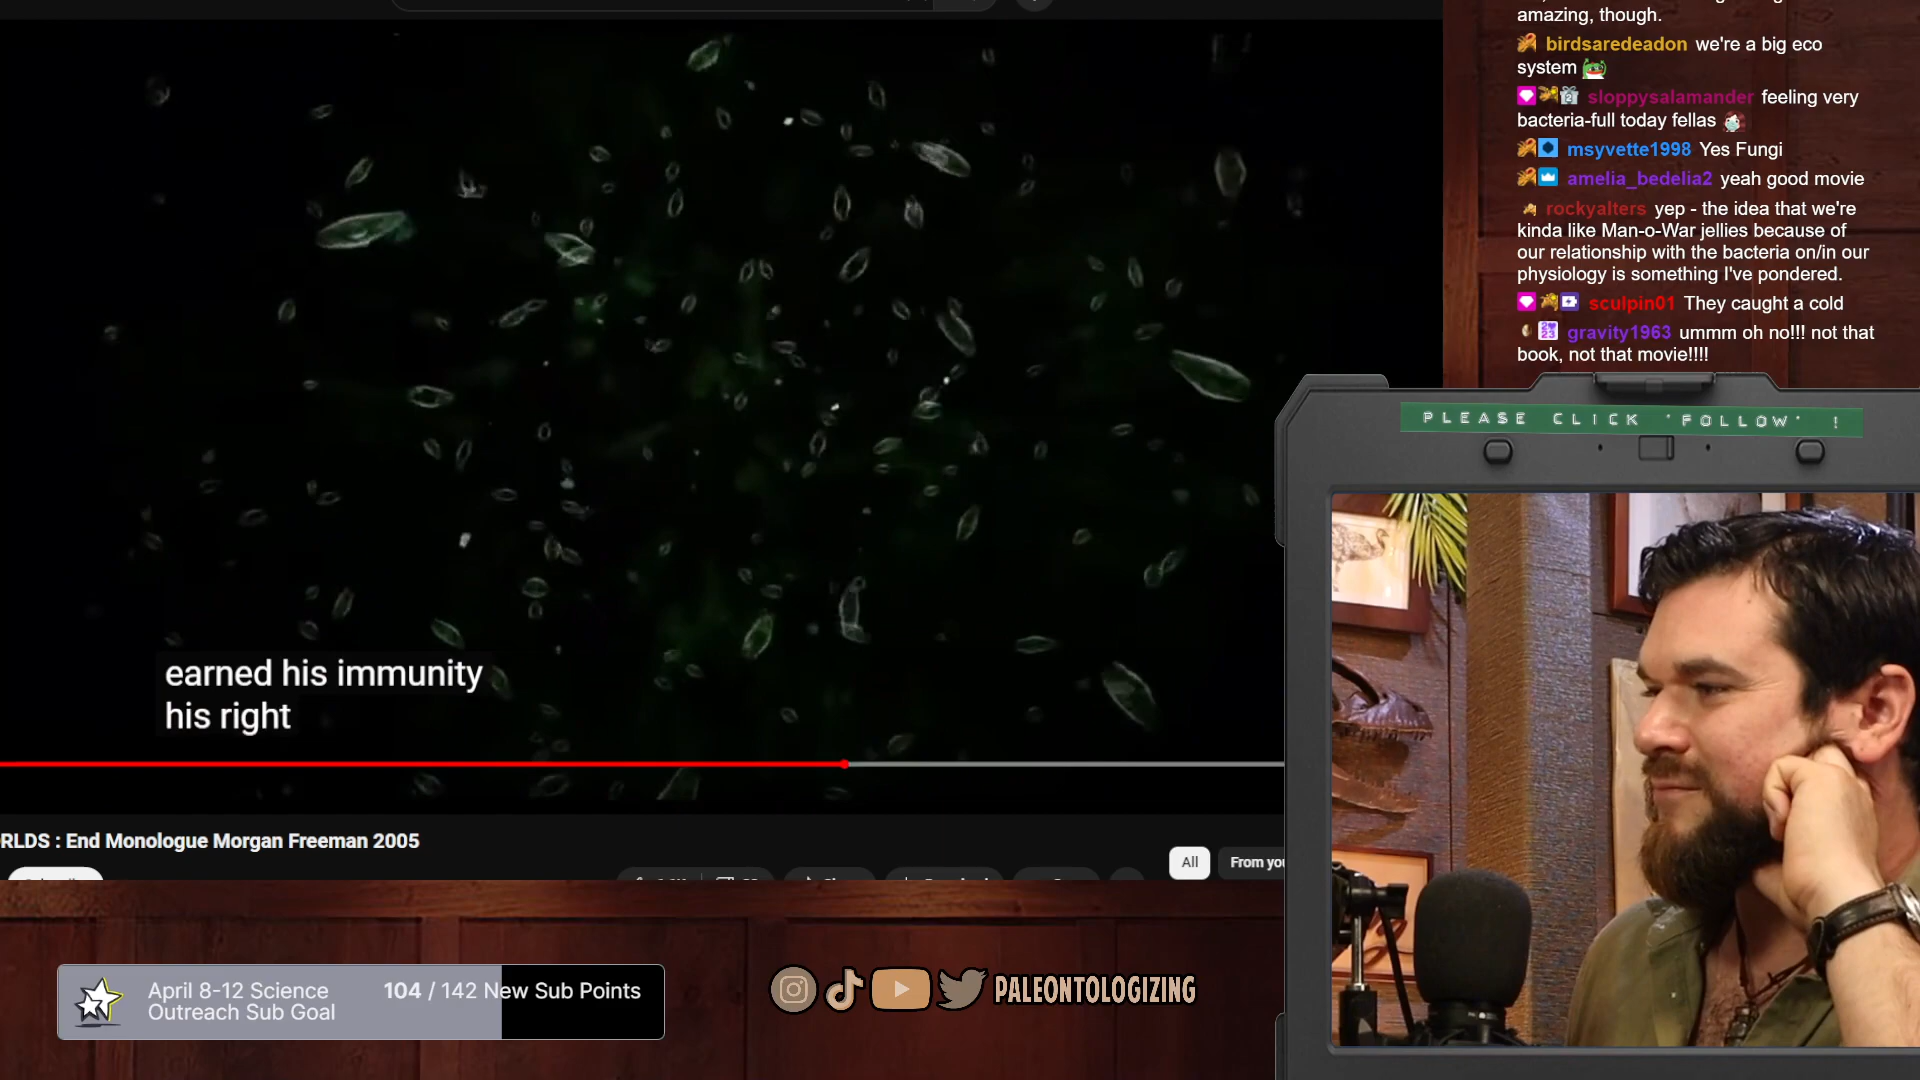 amazing, though.
birdsaredeadon we're a big eco
system
sloppysalamander feeling very
bacteria-full today fellas
msyvette1998 Yes Fungi
amelia_bedelia2 yeah good movie
rockyalters yep - the idea that we're
kinda like Man-o-War jellies because of
our relationship with the bacteria on/in our
physiology is something I've pondered.
sculpin01 They caught a cold
gravity1963 ummm oh no!!! not that
book, not that movie!!!!
PLEASE CLICK "FOLLOW" !
earned his immunity
his right
RLDS : End Monologue Morgan Freeman 2005
All From you
April 8-12 Science
Outreach Sub Goal
104 / 142 New Sub Points
PALEONTOLOGIZING